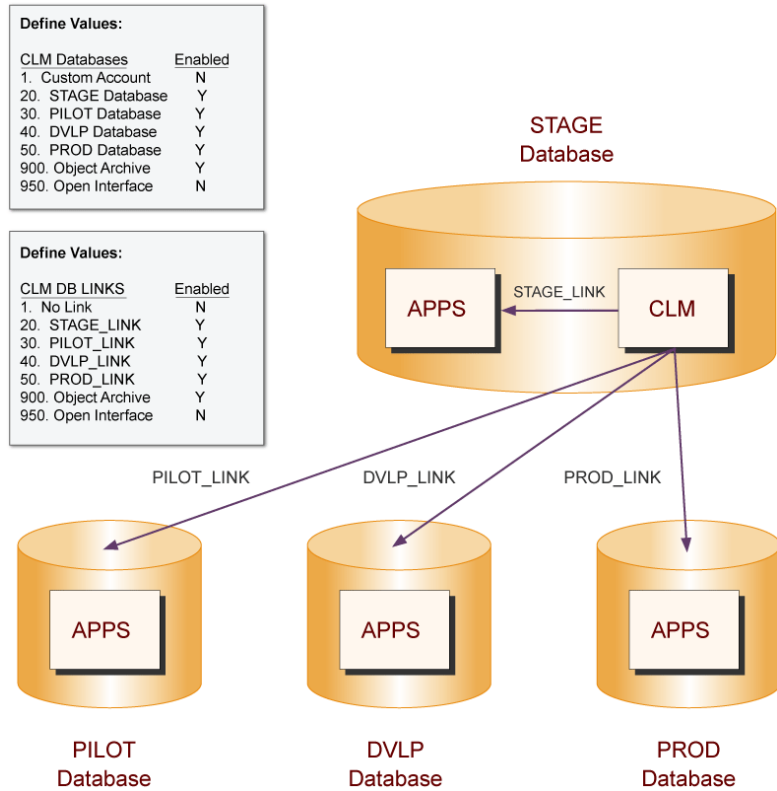 Define Values:
CLM Databases Enabled
1. Custom Account N
20. STAGE Database Y
30. PILOT Database Y
40. DVLP Database Y
50. PROD Database Y
900. Object Archive Y
950. Open Interface N
Define Values:
CLM DB LINKS Enabled
1. No Link N
20. STAGE_LINK Y
30. PILOT_LINK Y
40. DVLP_LINK Y
50. PROD_LINK Y
900. Object Archive Y
950. Open Interface N
STAGE
Database
APPS
STAGE_LINK
CLM
PILOT_LINK
DVLP_LINK
PROD_LINK
APPS
APPS
APPS
PILOT
Database
DVLP
Database
PROD
Database